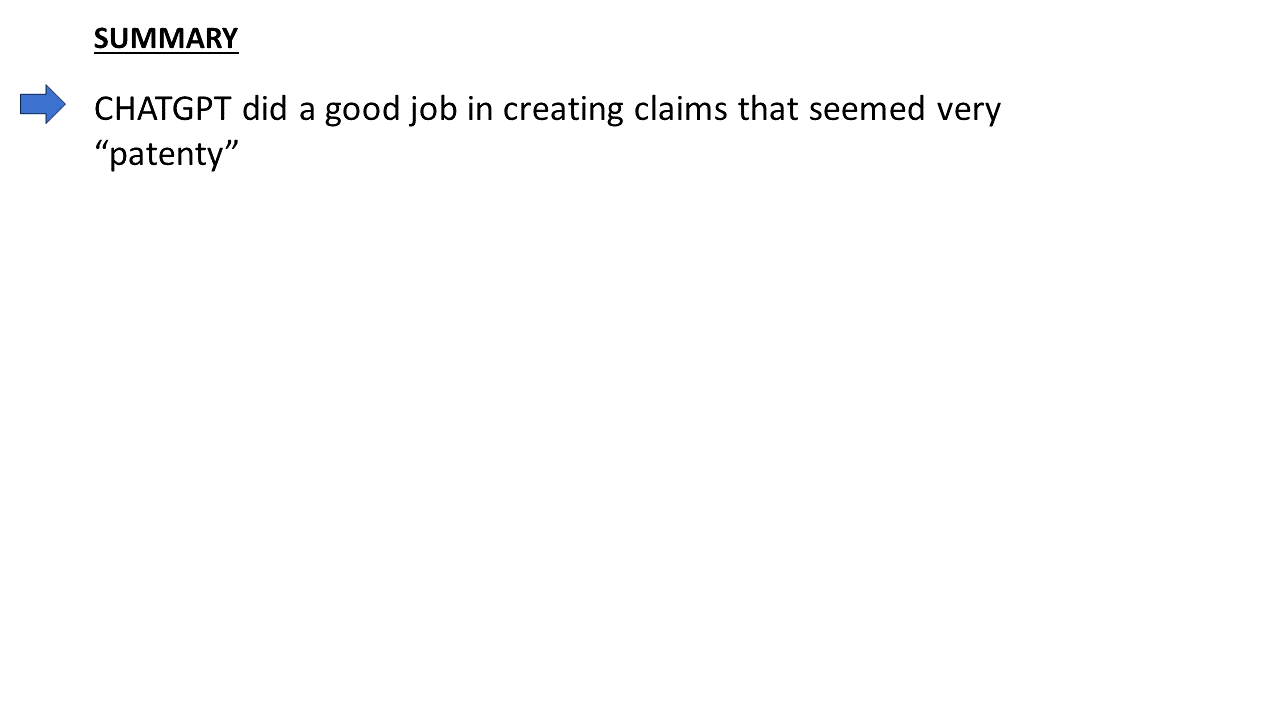 SUMMARY
CHATGPT did a good job in creating claims that seemed very
“patenty”